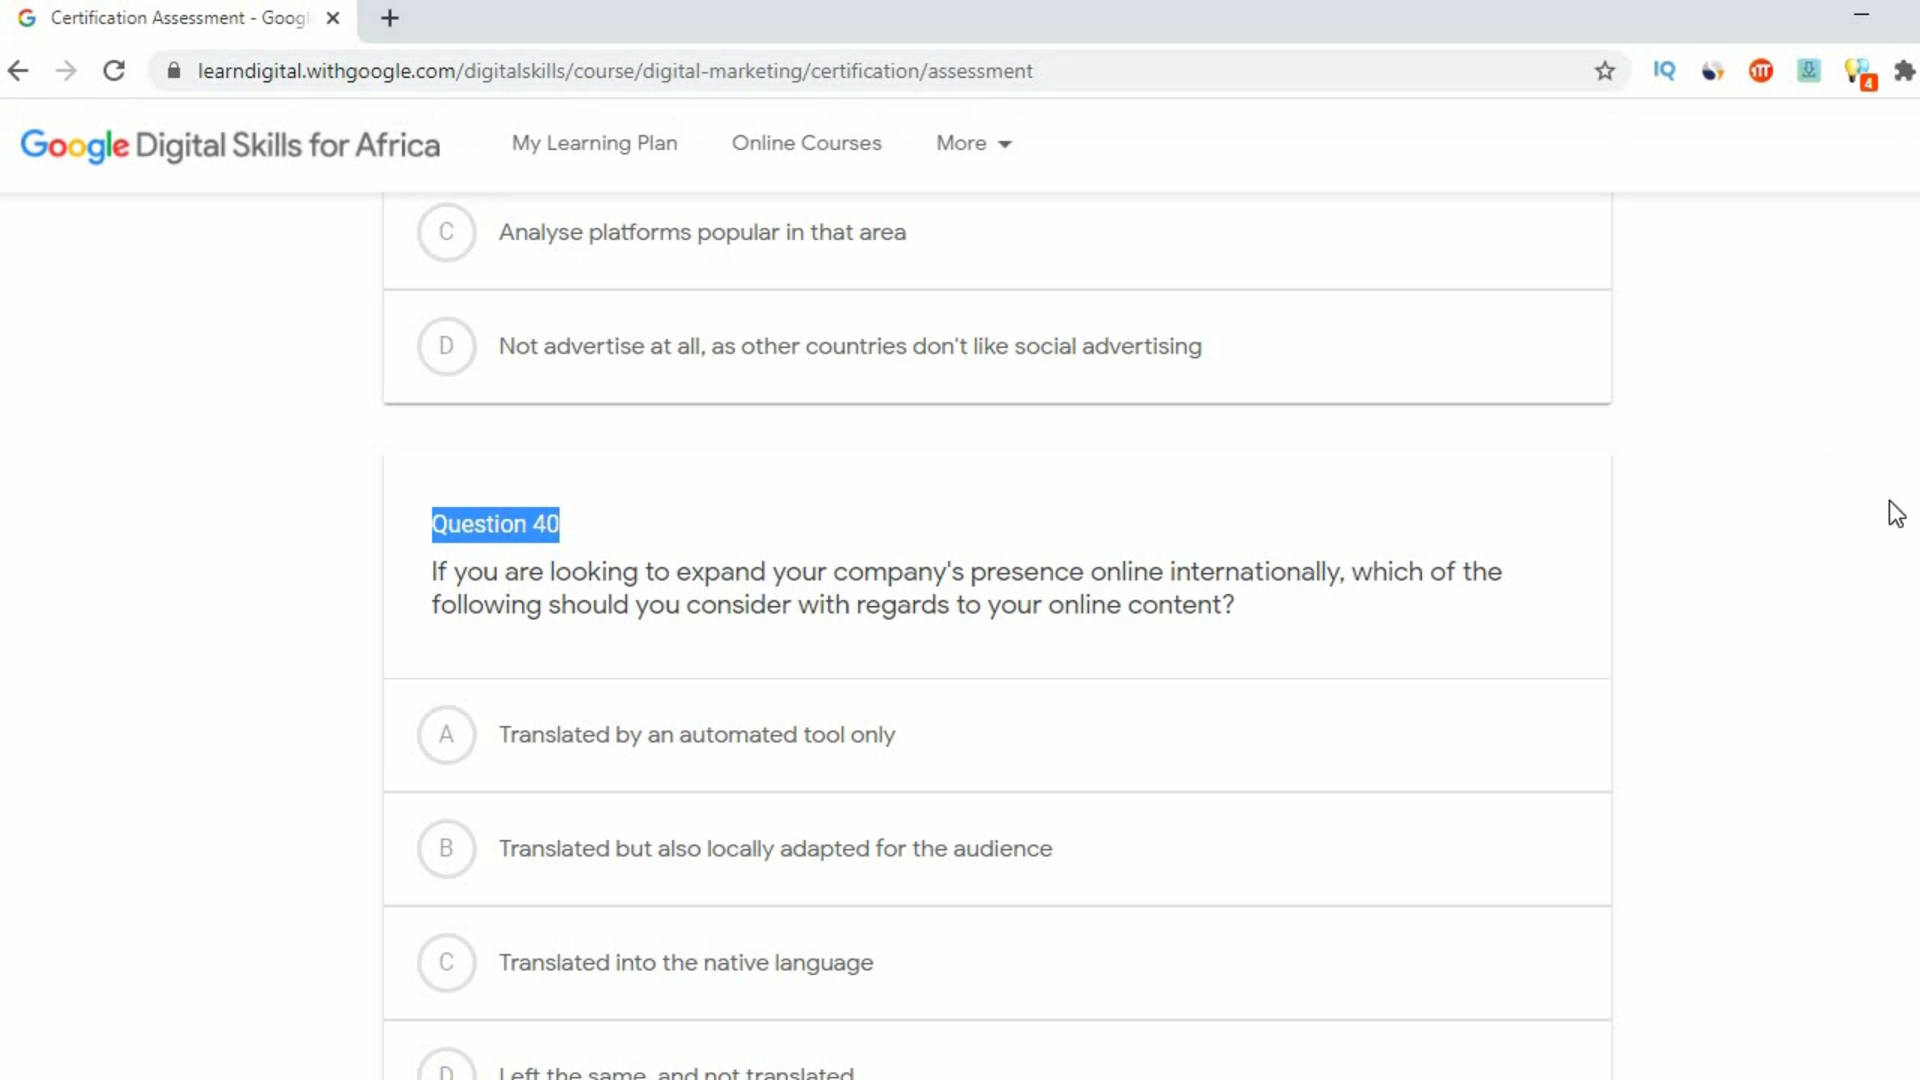 Certification Assessment - Googl
learndigital.withgoogle.com/digitalskills/course/digital-marketing/certification/assessment
IQ
4
Google Digital Skills for Africa
My Learning Plan
Online Courses
More
C Analyse platforms popular in that area
D Not advertise at all, as other countries don't like social advertising
Question 40
If you are looking to expand your company's presence online internationally, which of the
following should you consider with regards to your online content?
A Translated by an automated tool only
B Translated but also locally adapted for the audience
C Translated into the native language
D Left the same, and not translated